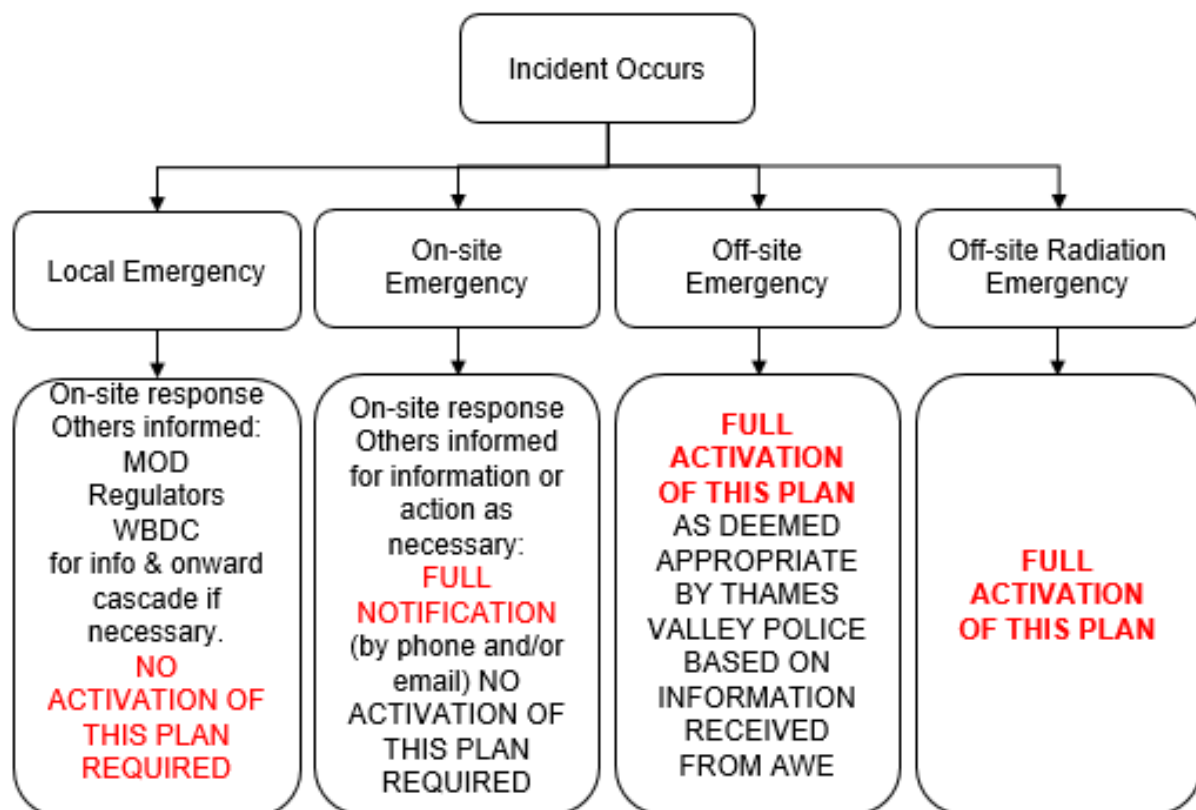 Incident Occurs
Local Emergency
On-site
Emergency
Off-site
Emergency
Off-site Radiation
Emergency
On-site response
Others informed:
MOD
Regulators
WBDC
for info & onward
cascade if
necessary.
NO
ACTIVATION OF
THIS PLAN
REQUIRED
On-site response
Others informed
for information or
action as
necessary:
FULL
NOTIFICATION
(by phone and/or
email) NO
ACTIVATION OF
THIS PLAN
REQUIRED
FULL
ACTIVATION
OF THIS PLAN
AS DEEMED
APPROPRIATE
BY THAMES
VALLEY POLICE
BASED ON
INFORMATION
RECEIVED
FROM AWE
FULL
ACTIVATION
OF THIS PLAN